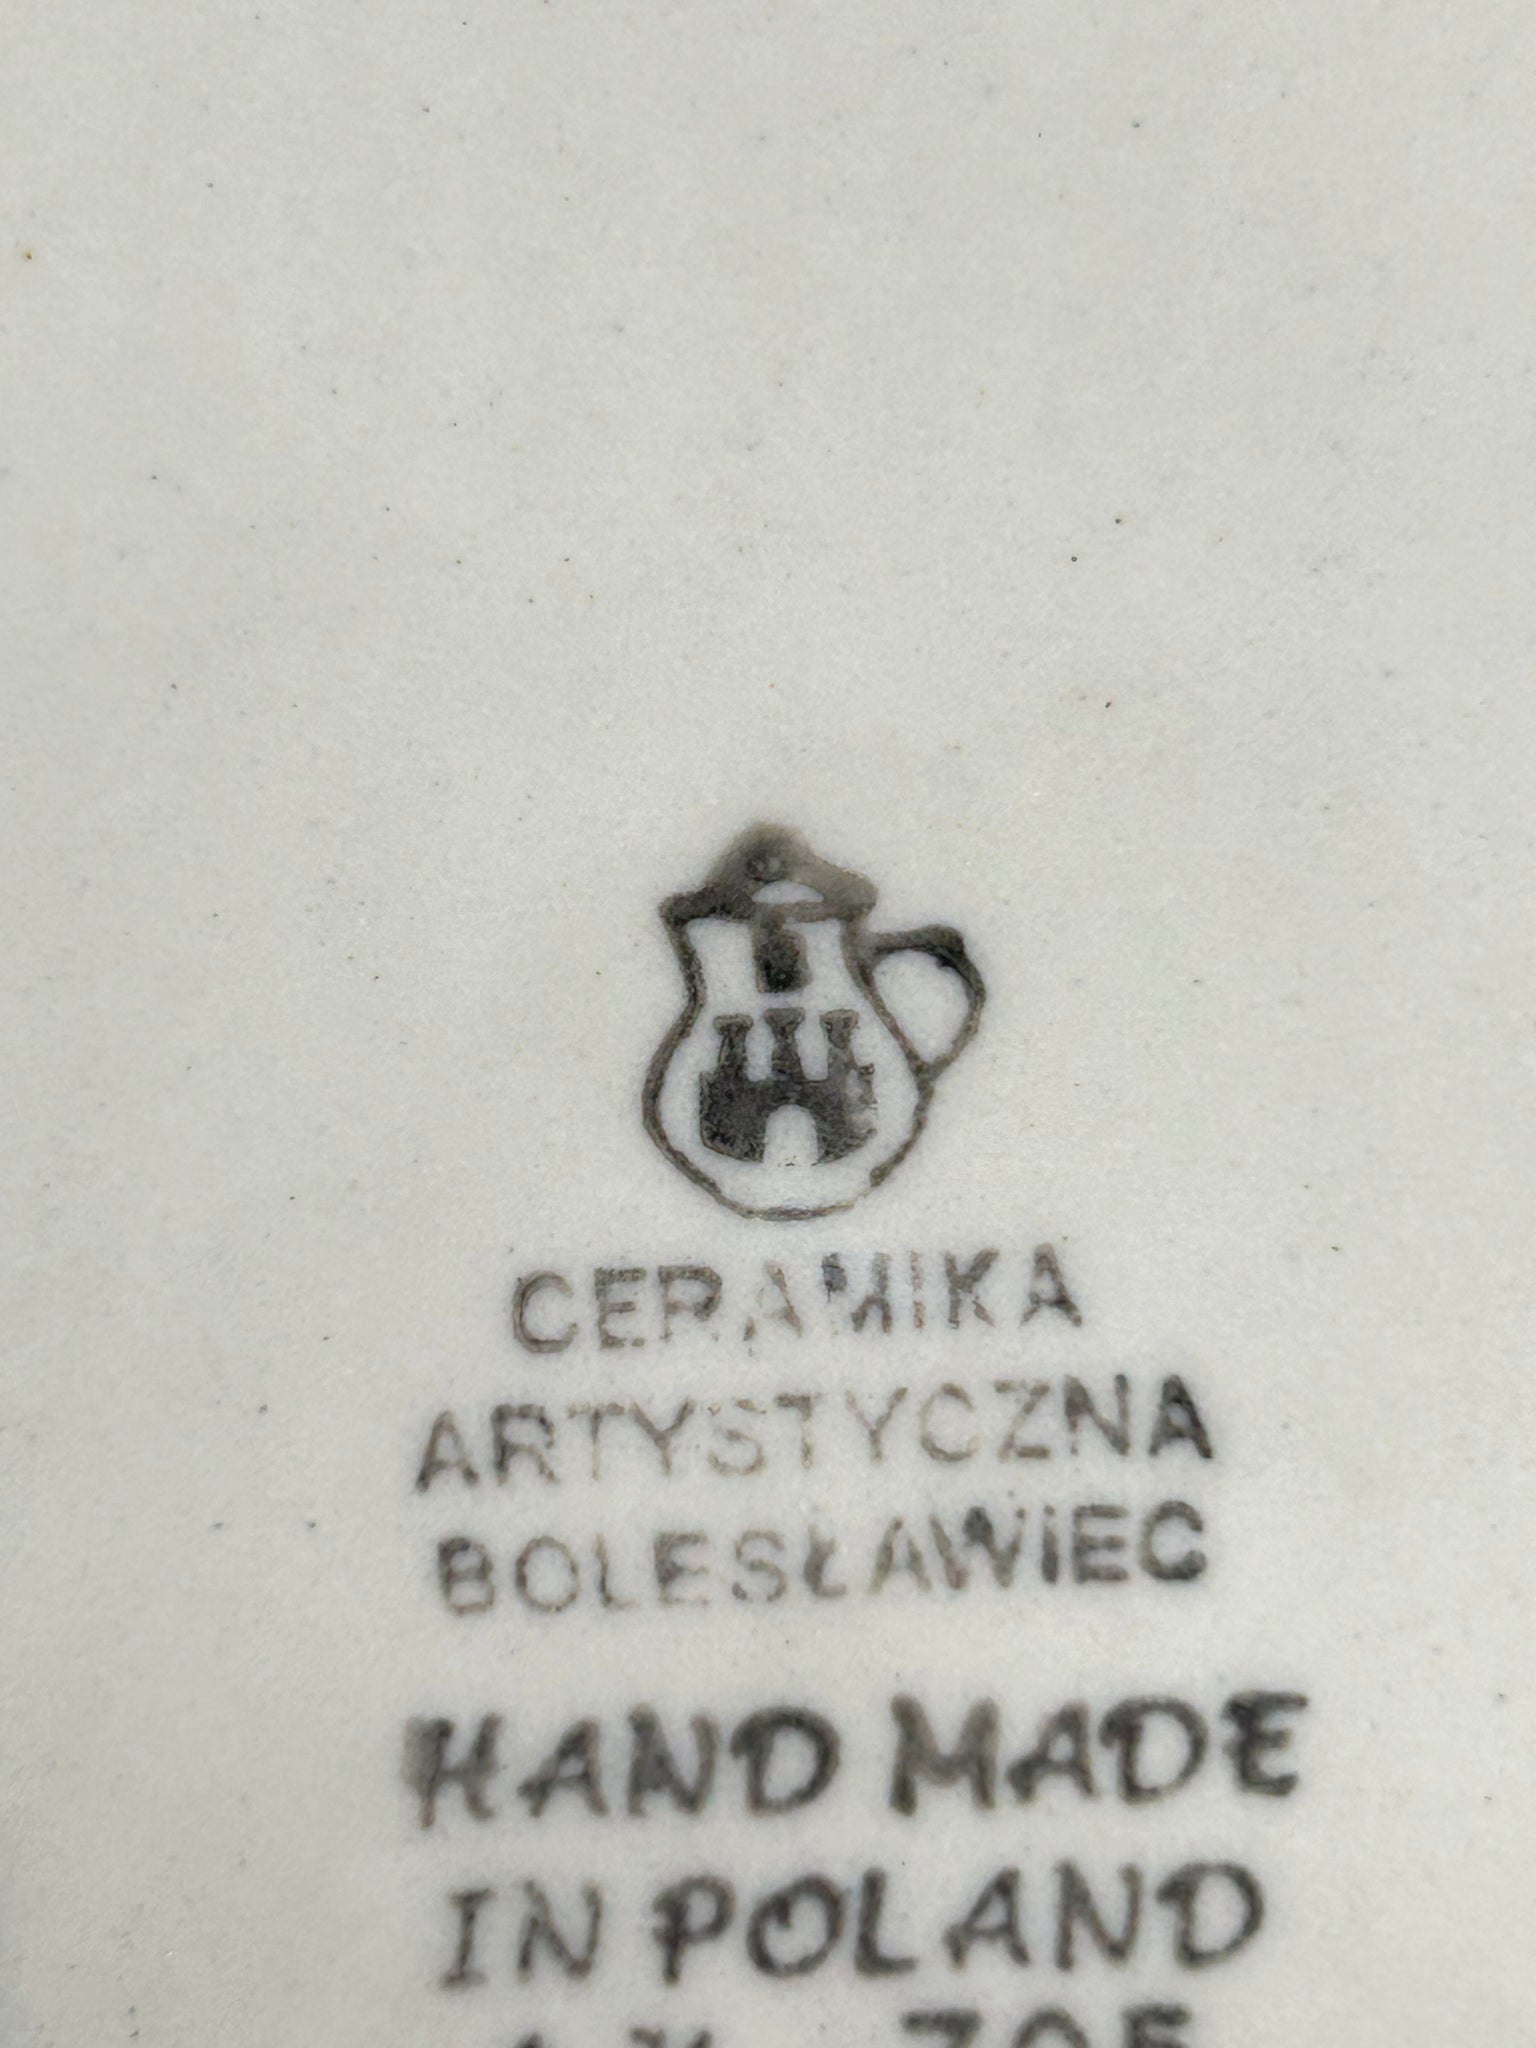 CERAMIKA
ARTYSTYCZNA
BOLESŁAWIEC
HAND MADE
IN POLAND